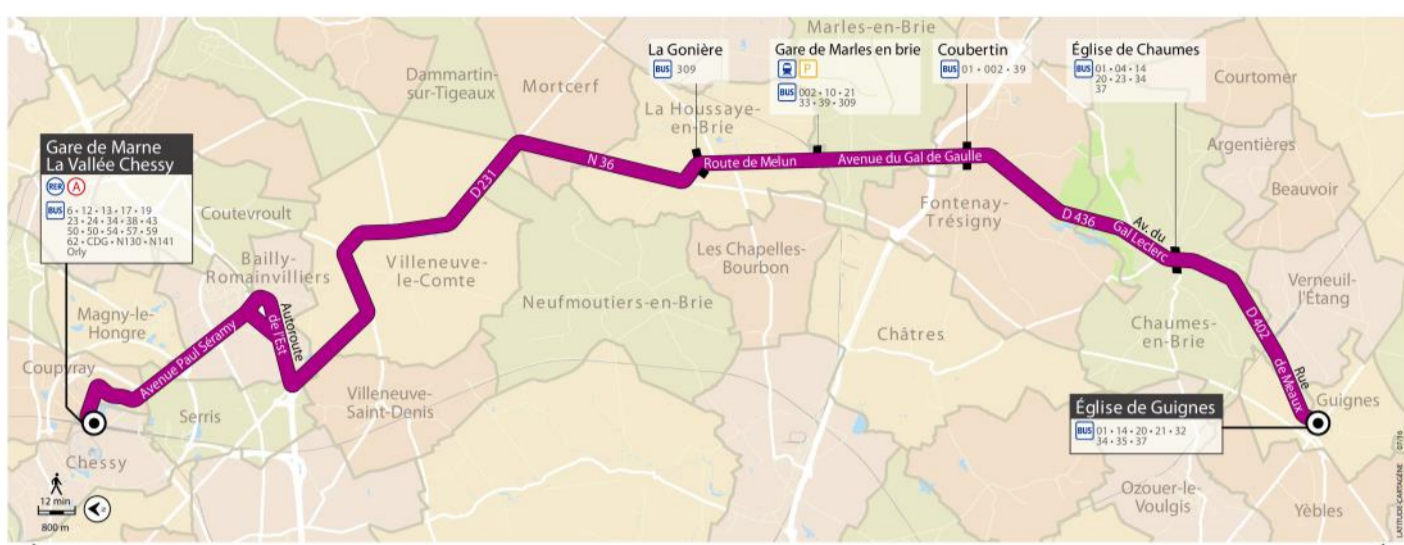 Marles-en-Brie
La Gonière
BUS 309
Gare de Marles en brie
P
BUS 002 • 10 • 21
33 • 39 • 309
Coubertin
BUS 01 • 002 • 39
Église de Chaumes
BUS 01 • 04 • 14
20 • 23 • 34
37
Courtomer
Dammartin-
sur-Tigeaux
Mortcerf
La Houssaye-
en-Brie
Argentières
Beauvoir
Gare de Marne
La Vallée Chessy
RER A
BUS 6 • 12 • 13 • 17 • 19
23 • 24 • 34 • 38 • 43
50 • 50 • 54 • 57 • 59
62 • CDG • N130 • N141
Orly
N 36
Route de Melun
Avenue du Gal de Gaulle
D 231
Fontenay-
Trésigny
D 436
Av. du
Gal Leclerc
Coutevroult
Bailly-
Romainvilliers
Villeneuve-
le-Comte
Les Chapelles-
Bourbon
Neufmoutiers-en-Brie
Verneuil-
l'Étang
Magny-le-
Hongre
Avenue Paul Séramy
Autoroute
de l'Est
Châtres
Chaumes-
en-Brie
D 402
Rue
de Meaux
Coupvray
Serris
Villeneuve-
Saint-Denis
Guignes
Église de Guignes
BUS 01 • 14 • 20 • 21 • 32
34 • 35 • 37
Chessy
12 min
800 m
N
Ozouer-le-
Voulgis
Yèbles
LATITUDE-CARTAGÈNE 07/16